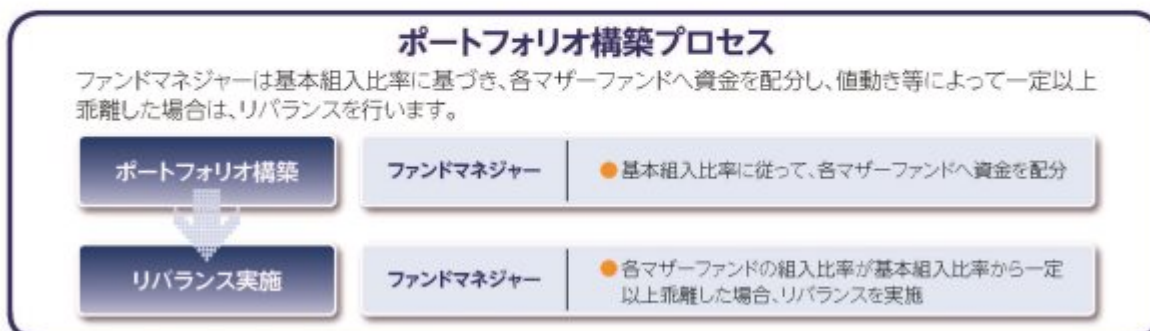 ポートフォリオ構築プロセス
ファンドマネジャーは基本組入比率に基づき、各マザーファンドへ資金を配分し、値動き等によって一定以上
乖離した場合は、リバランスを行います。
ポートフォリオ構築
ファンドマネジャー
●基本組入比率に従って、各マザーファンドへ資金を配分
リバランス実施
ファンドマネジャー
●各マザーファンドの組入比率が基本組入比率から一定
以上乖離した場合、リバランスを実施